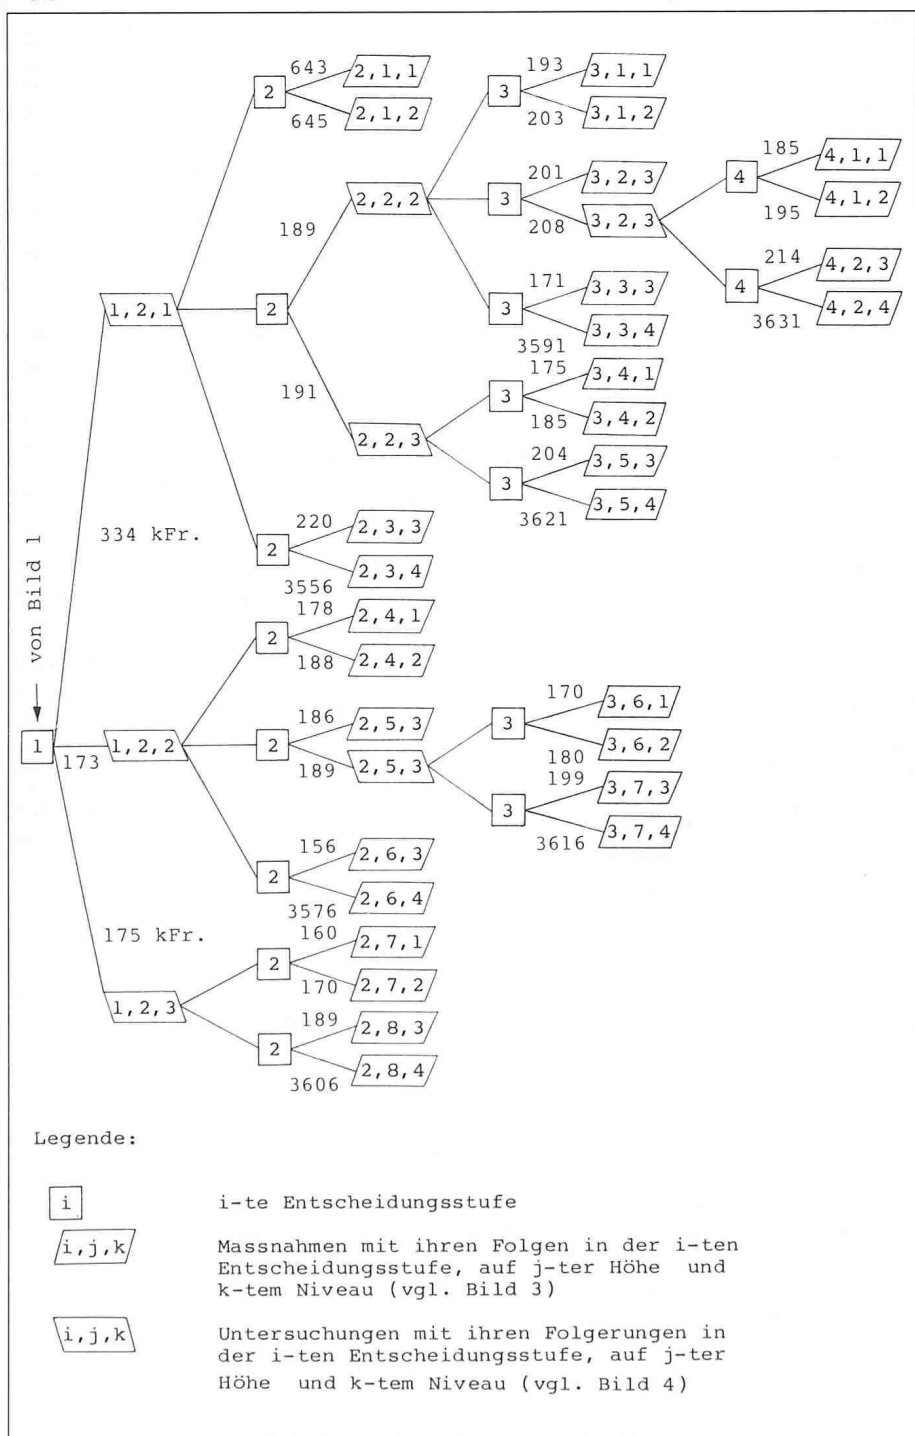 643 2,1,1 193 3,1,1
2 3
645 2,1,2 203 3,1,2
201 3,2,3 185 4,1,1
2,2,2 3 4
189 208 3,2,3 195 4,1,2
171 3,3,3 214 4,2,3
1,2,1 2 3 4
3591 3,3,4 3631 4,2,4
175 3,4,1
191 3
185 3,4,2
2,2,3
204 3,5,3
3
3621 3,5,4
334 kFr. 220 2,3,3
2
3556 2,3,4
von Bild 1
178 2,4,1
2
188 2,4,2
186 2,5,3 170 3,6,1
1 173 1,2,2 2 3
189 2,5,3 180 3,6,2
199 3,7,3
3
3616 3,7,4
156 2,6,3
2
3576 2,6,4
175 kFr. 160 2,7,1
2
170 2,7,2
1,2,3
189 2,8,3
2
3606 2,8,4
Legende:
i i-te Entscheidungsstufe
i,j,k Massnahmen mit ihren Folgen in der i-ten
Entscheidungsstufe, auf j-ter Höhe und
k-tem Niveau (vgl. Bild 3)
i,j,k Untersuchungen mit ihren Folgerungen in
der i-ten Entscheidungsstufe, auf j-ter
Höhe und k-tem Niveau (vgl. Bild 4)